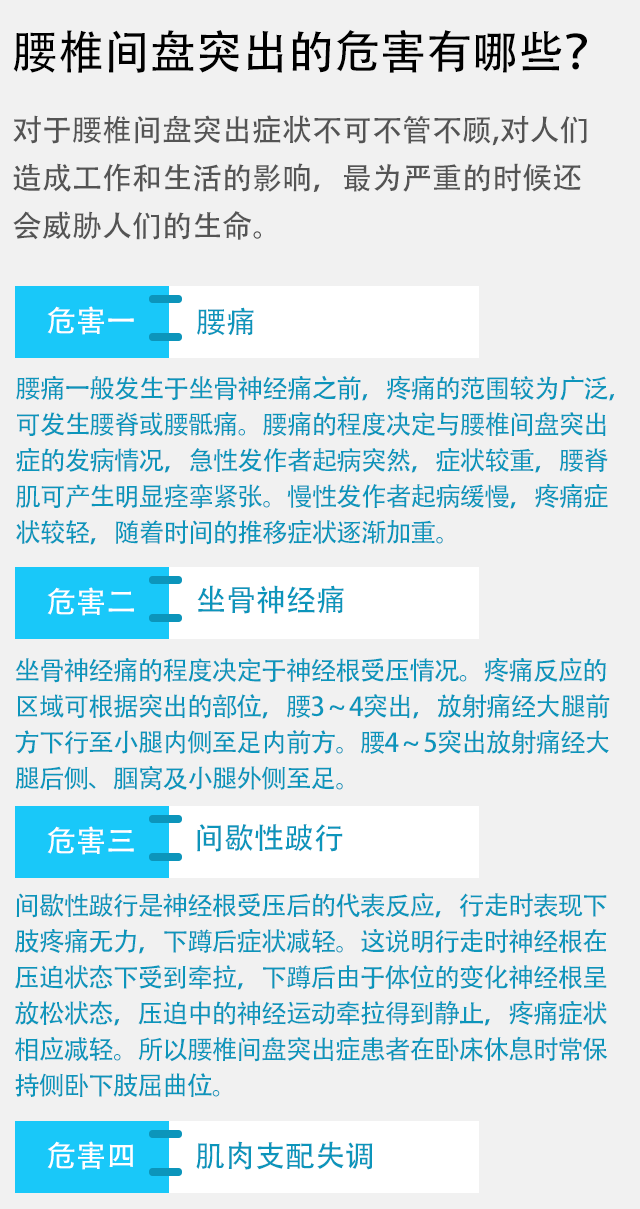 腰椎间盘突出的危害有哪些?
对于腰椎间盘突出症状不可不管不顾,对人们
造成工作和生活的影响，最为严重的时候还
会威胁人们的生命。
危害一 腰痛
腰痛一般发生于坐骨神经痛之前，疼痛的范围较为广泛,
可发生腰脊或腰骶痛。腰痛的程度决定与腰椎间盘突出
症的发病情况，急性发作者起病突然，症状较重，腰脊
肌可产生明显痉挛紧张。慢性发作者起病缓慢，疼痛症
状较轻，随着时间的推移症状逐渐加重。
危害二 坐骨神经痛
坐骨神经痛的程度决定于神经根受压情况。疼痛反应的
区域可根据突出的部位，腰3～4突出，放射痛经大腿前
方下行至小腿内侧至足内前方。腰4～5突出放射痛经大
腿后侧、腘窝及小腿外侧至足。
危害三 间歇性跛行
间歇性跛行是神经根受压后的代表反应，行走时表现下
肢疼痛无力，下蹲后症状减轻。这说明行走时神经根在
压迫状态下受到牵拉，下蹲后由于体位的变化神经根呈
放松状态，压迫中的神经运动牵拉得到静止，疼痛症状
相应减轻。所以腰椎间盘突出症患者在卧床休息时常保
持侧卧下肢屈曲位。
危害四 肌肉支配失调